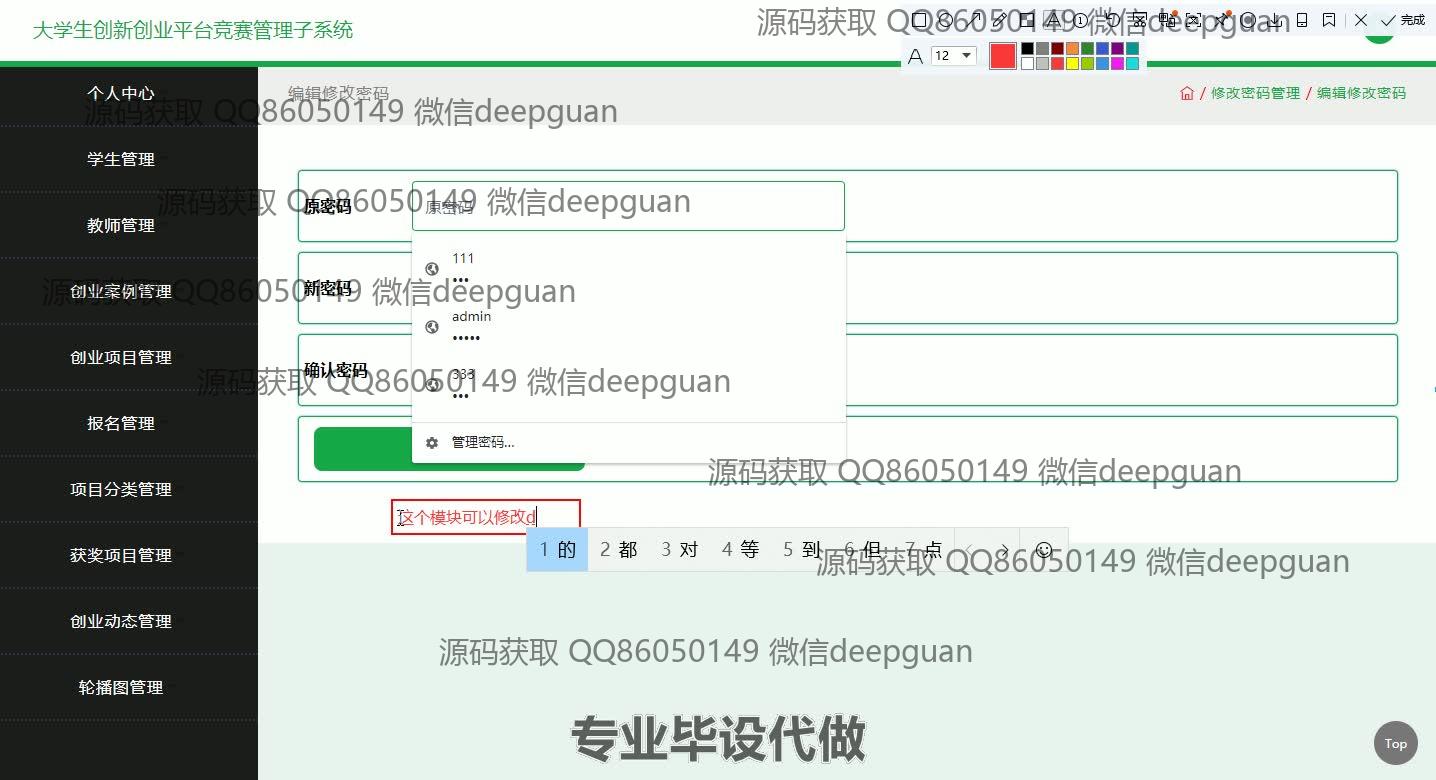 大学生创新创业平台竞赛管理子系统
源码获取 QQ86050149 微信deepguan
完成
A 12
个人中心
学生管理
教师管理
创业案例管理
创业项目管理
报名管理
项目分类管理
获奖项目管理
创业动态管理
轮播图管理
编辑修改密码
/ 修改密码管理 / 编辑修改密码
源码获取 QQ86050149 微信deepguan
原密码
原密码
源码获取 QQ86050149 微信deepguan
111
•••
新密码
源码获取 QQ86050149 微信deepguan
admin
•••••
确认密码
333
•••
源码获取 QQ86050149 微信deepguan
管理密码...
源码获取 QQ86050149 微信deepguan
这个模块可以修改d
1 的 2 都 3 对 4 等 5 到 6 但 7 点
源码获取 QQ86050149 微信deepguan
源码获取 QQ86050149 微信deepguan
专业毕设代做
Top